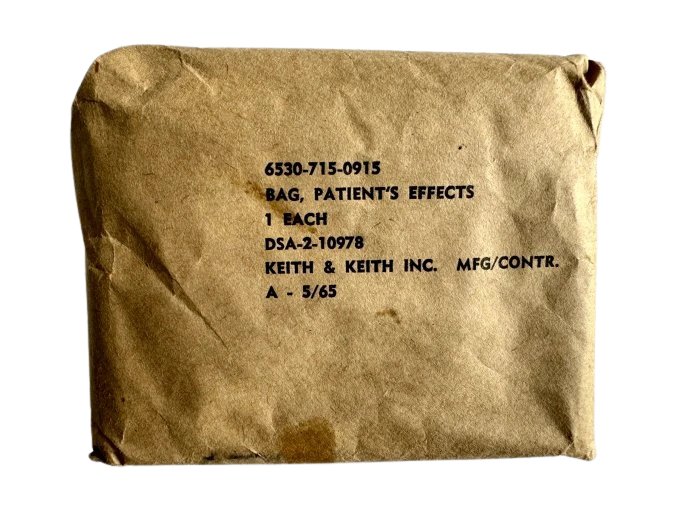 6530-715-0915
BAG, PATIENT'S EFFECTS
1 EACH
DSA-2-10978
KEITH & KEITH INC. MFG/CONTR.
A - 5/65